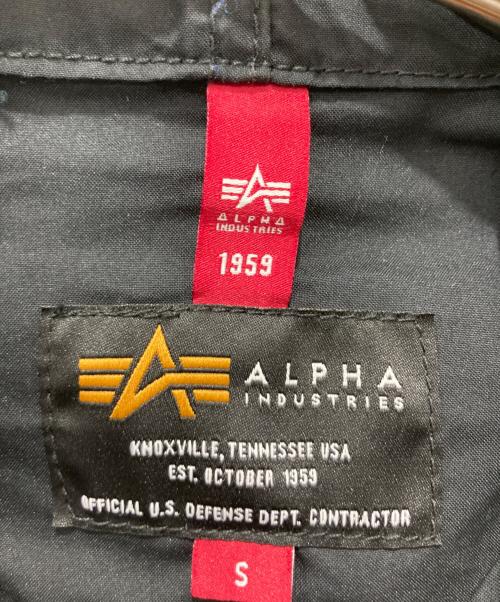 ALPHA
INDUSTRIES
1959
ALPHA
INDUSTRIES
KNOXVILLE, TENNESSEE USA
EST. OCTOBER 1959
OFFICIAL U.S. DEFENSE DEPT. CONTRACTOR
S